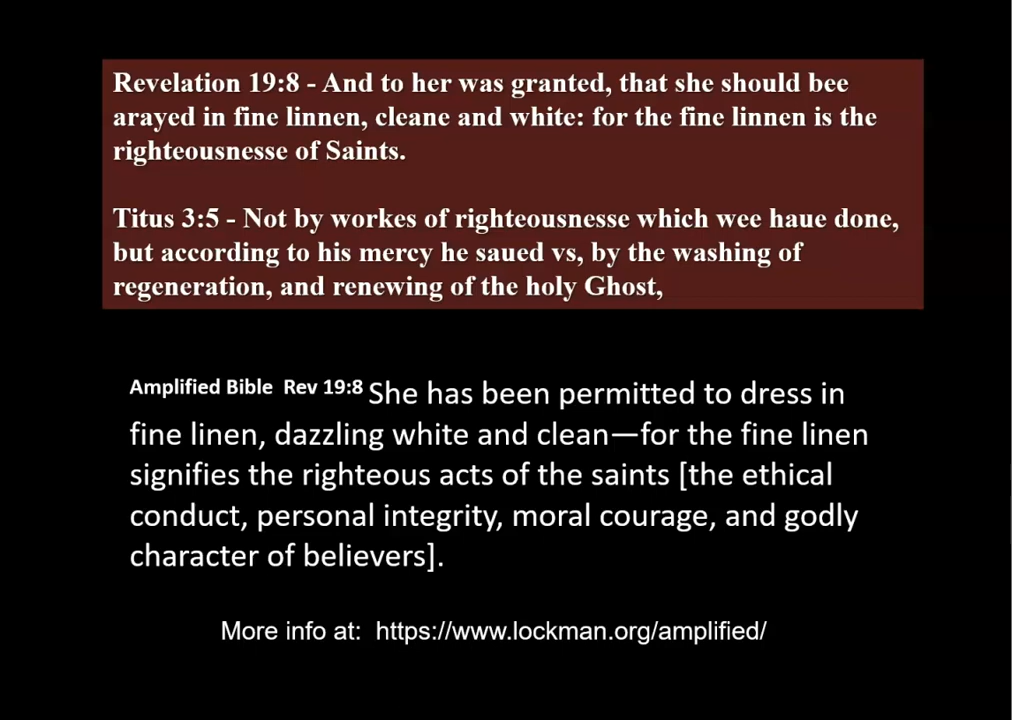 Revelation 19:8 - And to her was granted, that she should bee
arayed in fine linnen, cleane and white: for the fine linnen is the
righteousnesse of Saints.
Titus 3:5 - Not by workes of righteousnesse which wee haue done,
but according to his mercy he saued vs, by the washing of
regeneration, and renewing of the holy Ghost,
Amplified Bible Rev 19:8 She has been permitted to dress in
fine linen, dazzling white and clean—for the fine linen
signifies the righteous acts of the saints [the ethical
conduct, personal integrity, moral courage, and godly
character of believers].
More info at: https://www.lockman.org/amplified/